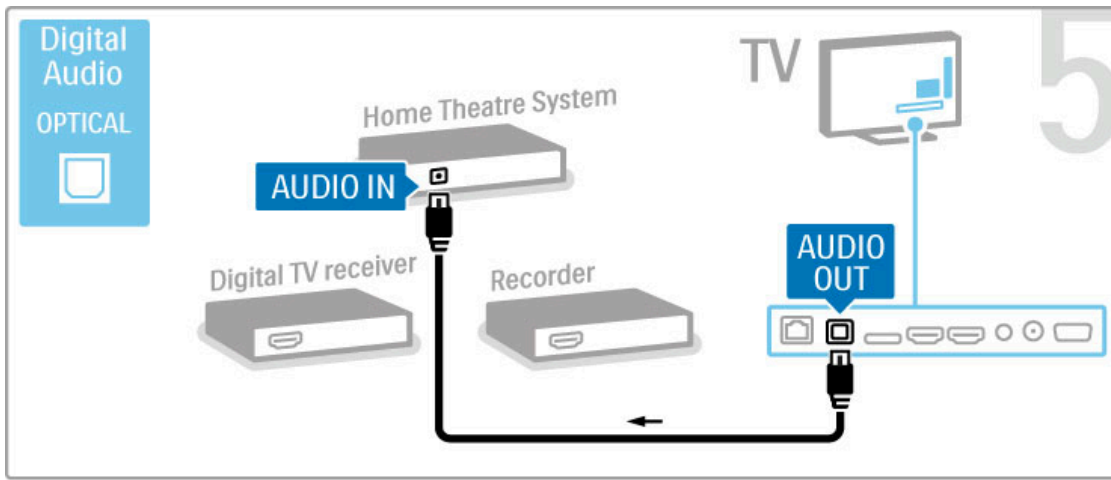 Digital
Audio
OPTICAL
TV
5
Home Theatre System
AUDIO IN
Digital TV receiver
Recorder
AUDIO
OUT